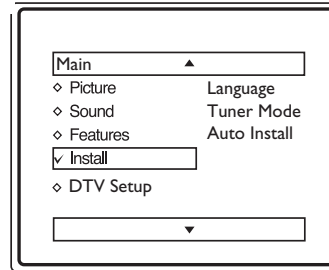 Main
Picture
Language
Sound
Tuner Mode
Features
Auto Install
Install
DTV Setup